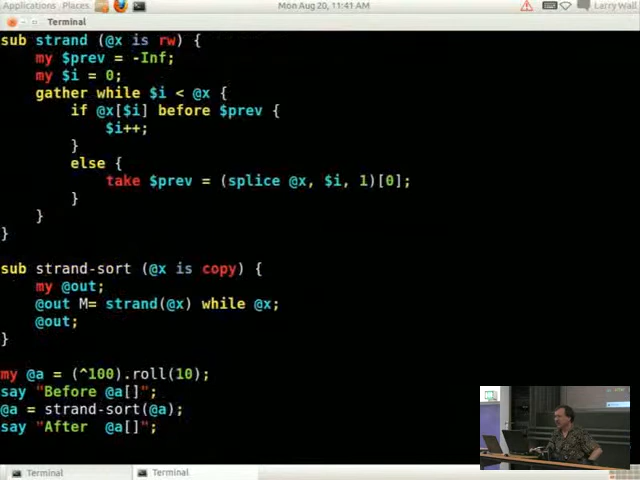 Applications Places Mon Aug 20, 11:41 AM Larry Wall
Terminal
sub strand (@x is rw) {
my $prev = -Inf;
my $i = 0;
gather while $i < @x {
if @x[$i] before $prev {
$i++;
}
else {
take $prev = (splice @x, $i, 1)[0];
}
}
}
sub strand-sort (@x is copy) {
my @out;
@out M= strand(@x) while @x;
@out;
}
my @a = (^100).roll(10);
say "Before @a[]";
@a = strand-sort(@a);
say "After  @a[]";
Terminal Terminal